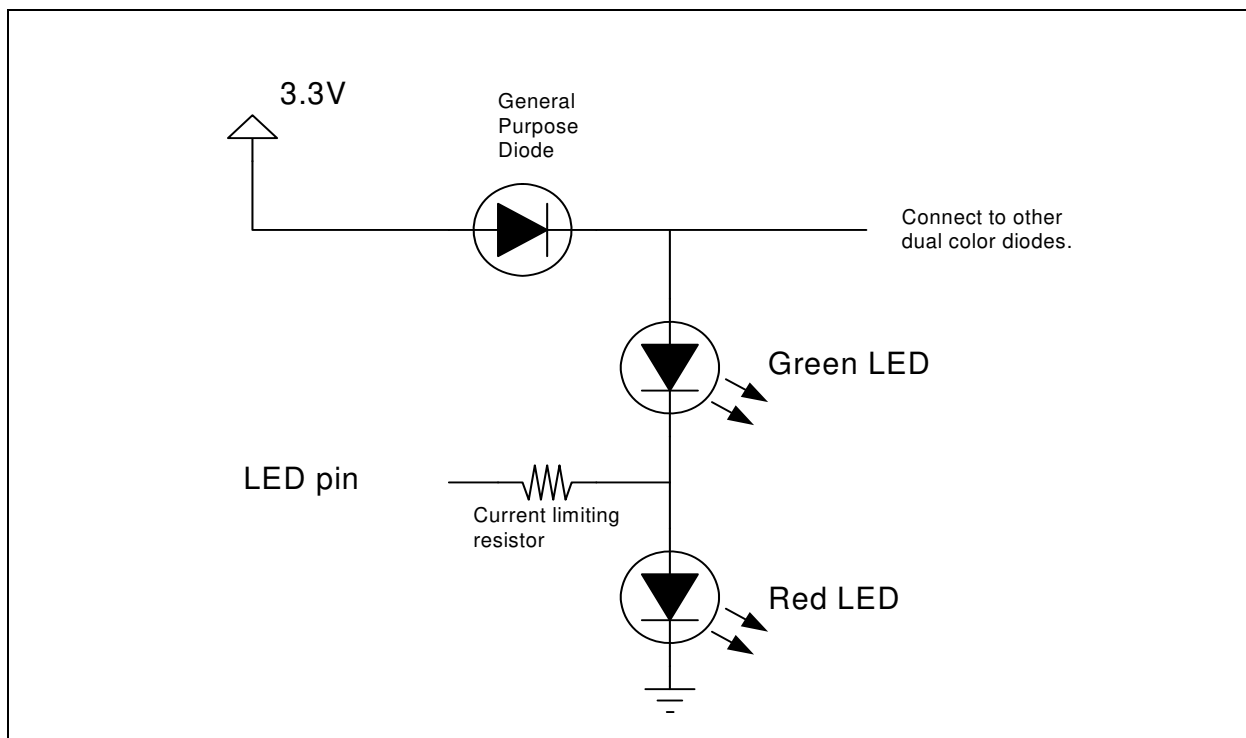 3.3V
General
Purpose
Diode
Connect to other
dual color diodes.
Green LED
LED pin
Current limiting
resistor
Red LED